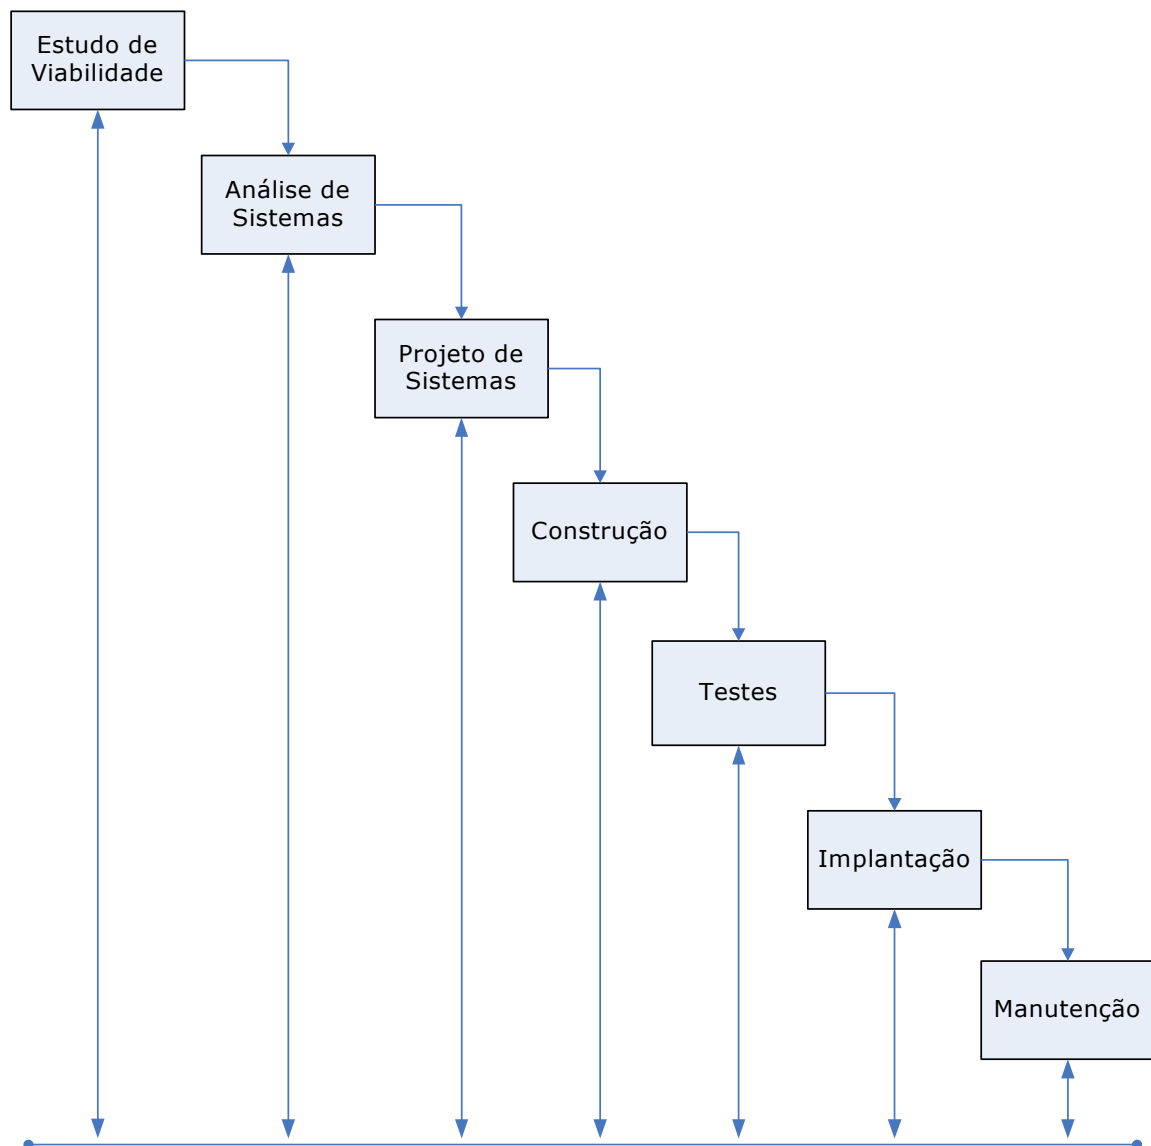 Estudo de
Viabilidade
Análise de
Sistemas
Projeto de
Sistemas
Construção
Testes
Implantação
Manutenção